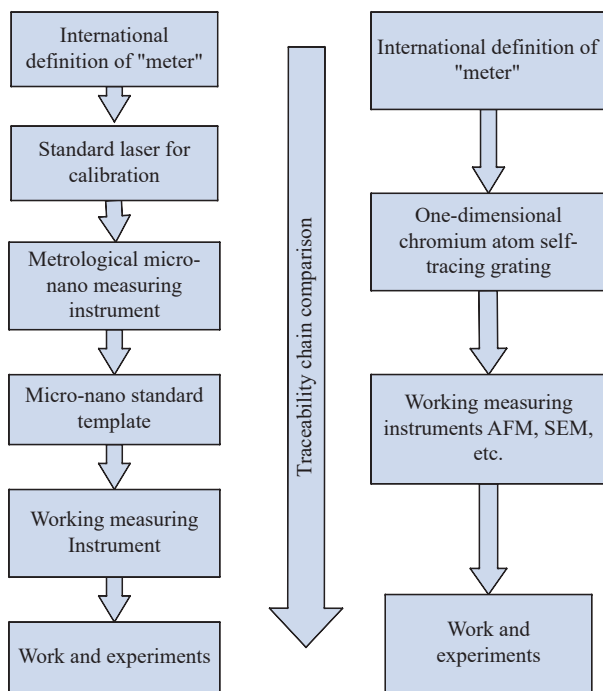 International
definition of "meter"
Standard laser for
calibration
Metrological micro-
nano measuring
instrument
Micro-nano standard
template
Working measuring
Instrument
Work and experiments
Traceability chain comparison
International definition of
"meter"
One-dimensional
chromium atom self-
tracing grating
Working measuring
instruments AFM, SEM,
etc.
Work and
experiments